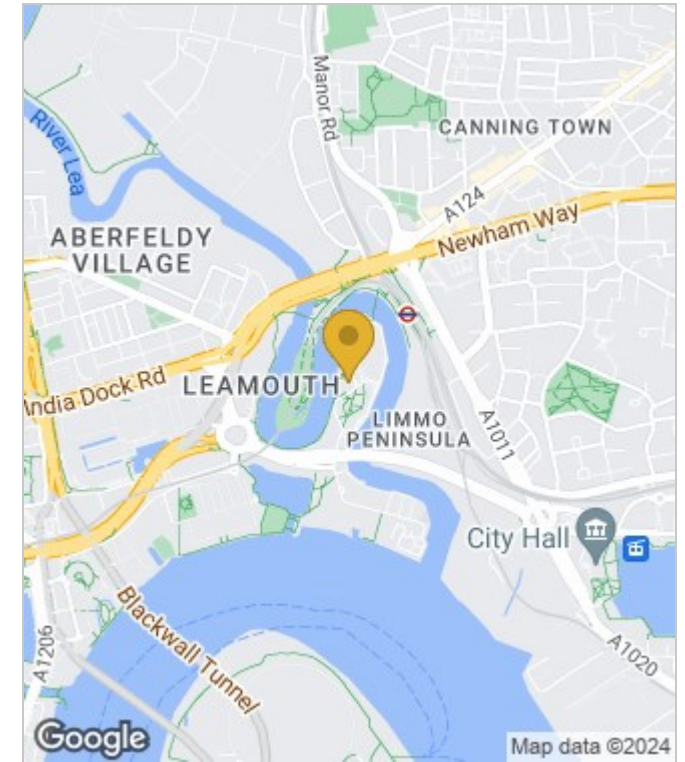 Manor Rd
CANNING TOWN
River Lea
A124
Newham Way
ABERFELDY
VILLAGE
India Dock Rd
LEAMOUTH
LIMMO
PENINSULA
A1011
City Hall
Blackwall Tunnel
A1206
A1020
Google
Map data ©2024